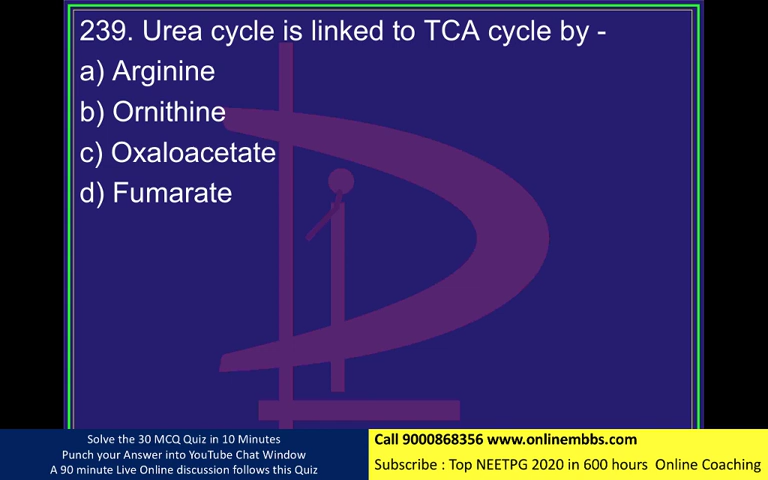 239. Urea cycle is linked to TCA cycle by -
a) Arginine
b) Ornithine
c) Oxaloacetate
d) Fumarate
Solve the 30 MCQ Quiz in 10 Minutes
Punch your Answer into YouTube Chat Window
A 90 minute Live Online discussion follows this Quiz
Call 9000868356 www.onlinembbs.com
Subscribe : Top NEETPG 2020 in 600 hours Online Coaching